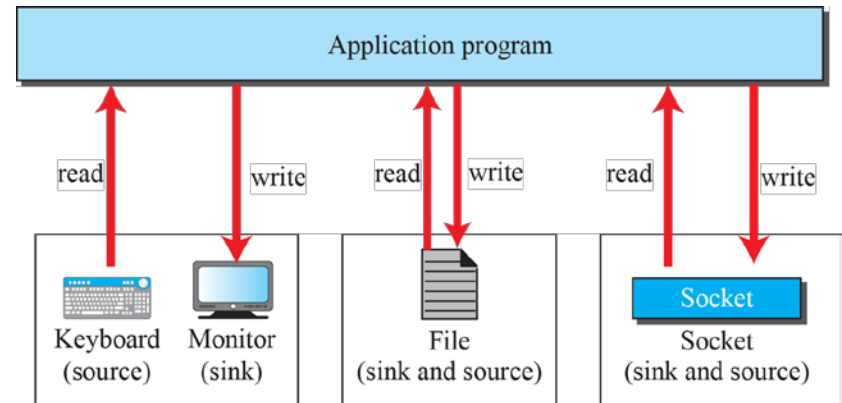 Application program
read
write
read
write
read
write
Keyboard
(source)
Monitor
(sink)
File
(sink and source)
Socket
Socket
(sink and source)